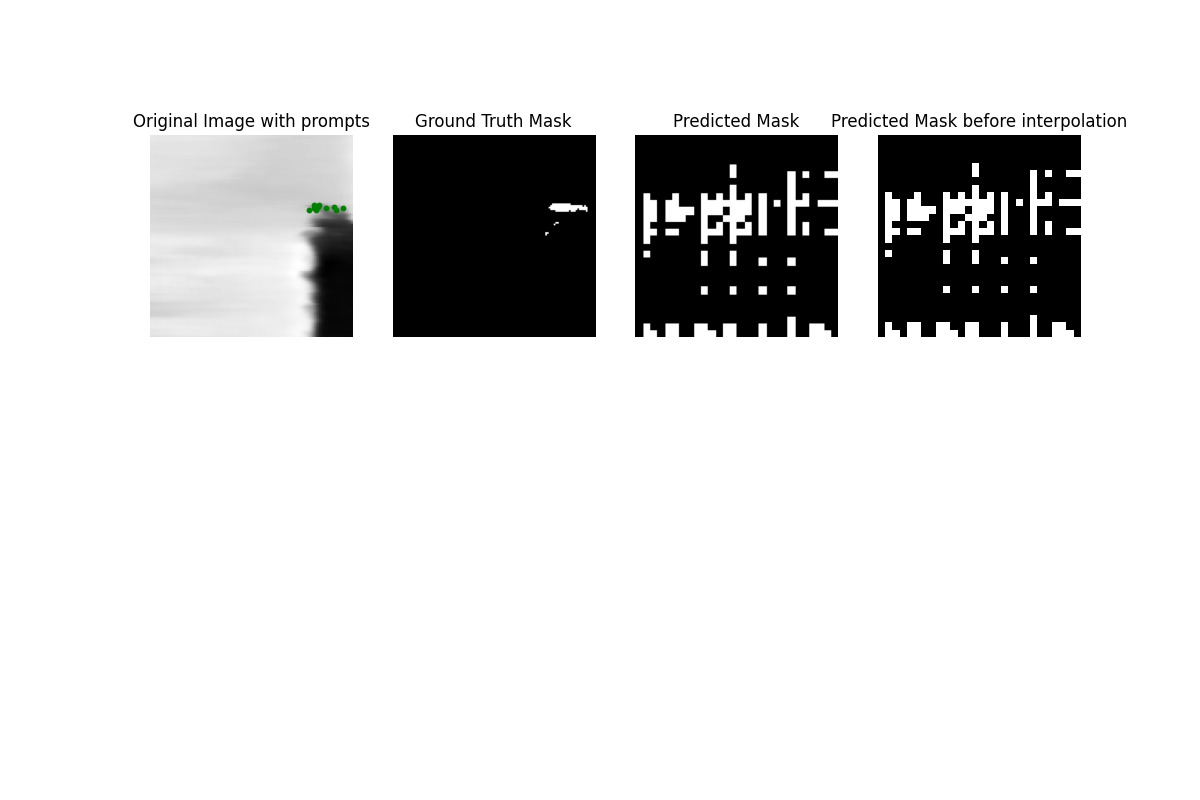 Original Image with prompts
Ground Truth Mask
Predicted Mask
Predicted Mask before interpolation